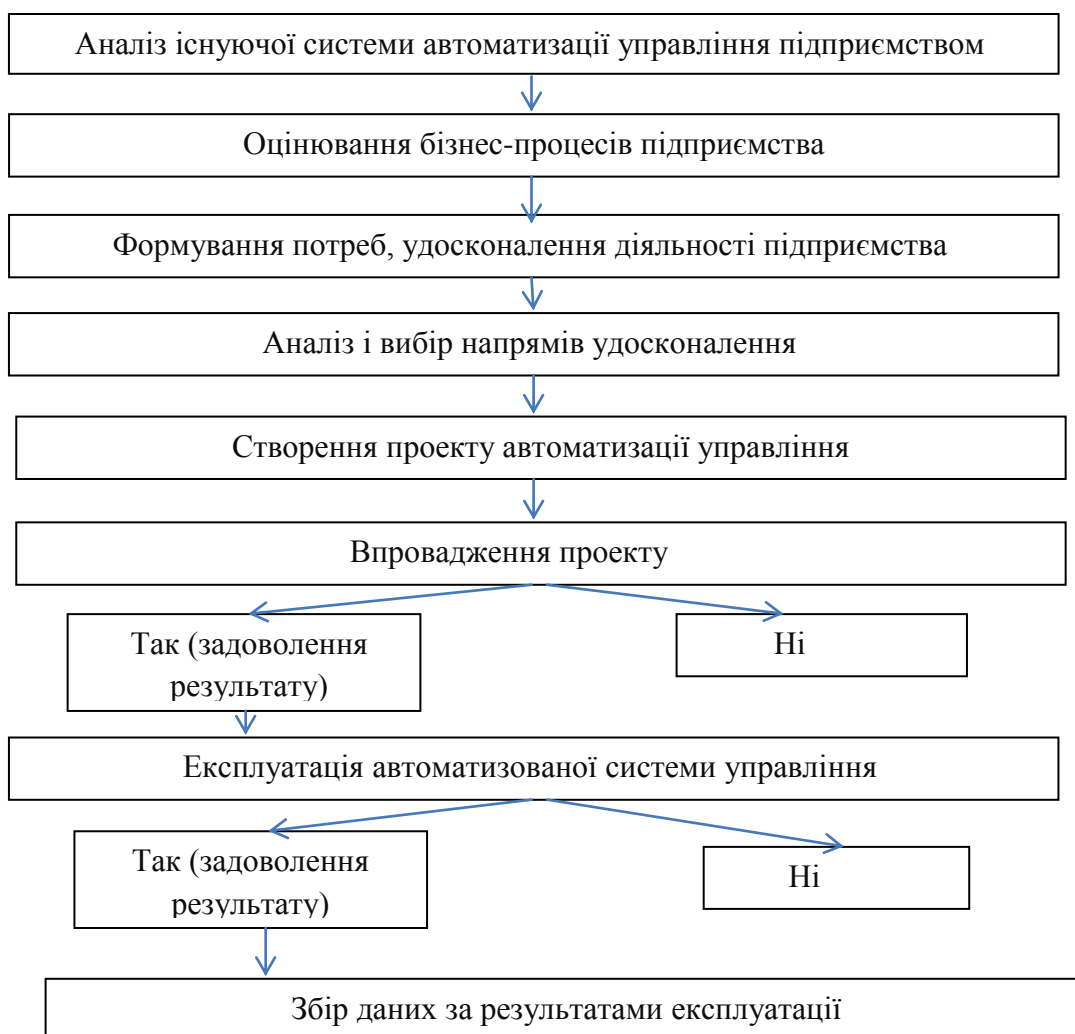 Аналіз існуючої системи автоматизації управління підприємством
Оцінювання бізнес-процесів підприємства
Формування потреб, удосконалення діяльності підприємства
Аналіз і вибір напрямів удосконалення
Створення проекту автоматизації управління
Впровадження проекту
Так (задоволення
результату)
Ні
Експлуатація автоматизованої системи управління
Так (задоволення
результату)
Ні
Збір даних за результатами експлуатації